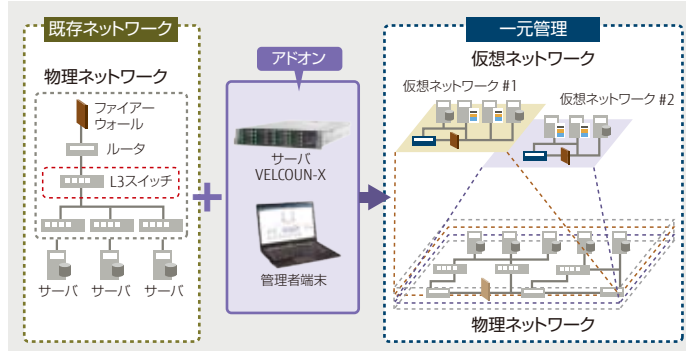 既存ネットワーク
物理ネットワーク
ファイアー
ウォール
ルータ
L3スイッチ
サーバ
サーバ
サーバ
アドオン
サーバ
VELCOUN-X
管理者端末
一元管理
仮想ネットワーク
仮想ネットワーク #1
仮想ネットワーク #2
物理ネットワーク